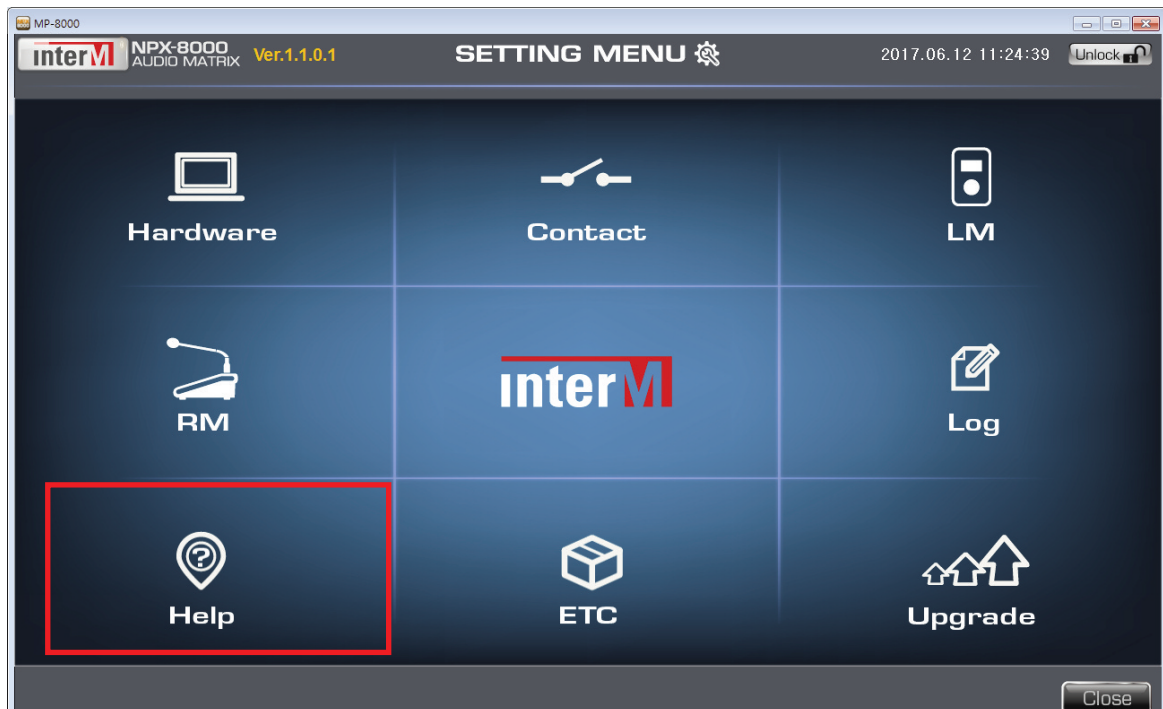 MP-8000
interM NPX-8000 AUDIO MATRIX Ver.1.1.0.1 SETTING MENU 2017.06.12 11:24:39 Unlock
Hardware Contact LM
RM interM Log
Help ETC Upgrade
Close